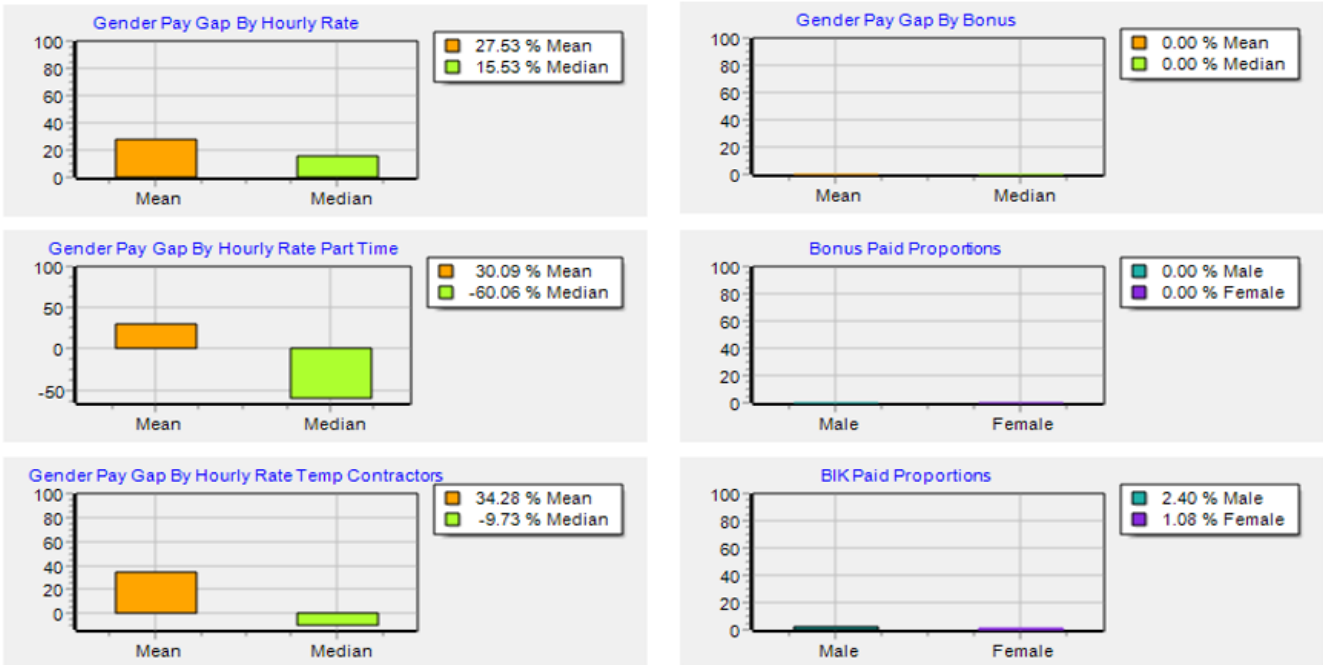 Gender Pay Gap By Hourly Rate
100
80
60
40
20
0
Mean
Median
27.53 % Mean
15.53 % Median
Gender Pay Gap By Bonus
100
80
60
40
20
0
Mean
Median
0.00 % Mean
0.00 % Median
Gender Pay Gap By Hourly Rate Part Time
100
50
0
-50
Mean
Median
30.09 % Mean
-60.06 % Median
Bonus Paid Proportions
100
80
60
40
20
0
Male
Female
0.00 % Male
0.00 % Female
Gender Pay Gap By Hourly Rate Temp Contractors
100
80
60
40
20
0
Mean
Median
34.28 % Mean
-9.73 % Median
BIK Paid Proportions
100
80
60
40
20
0
Male
Female
2.40 % Male
1.08 % Female